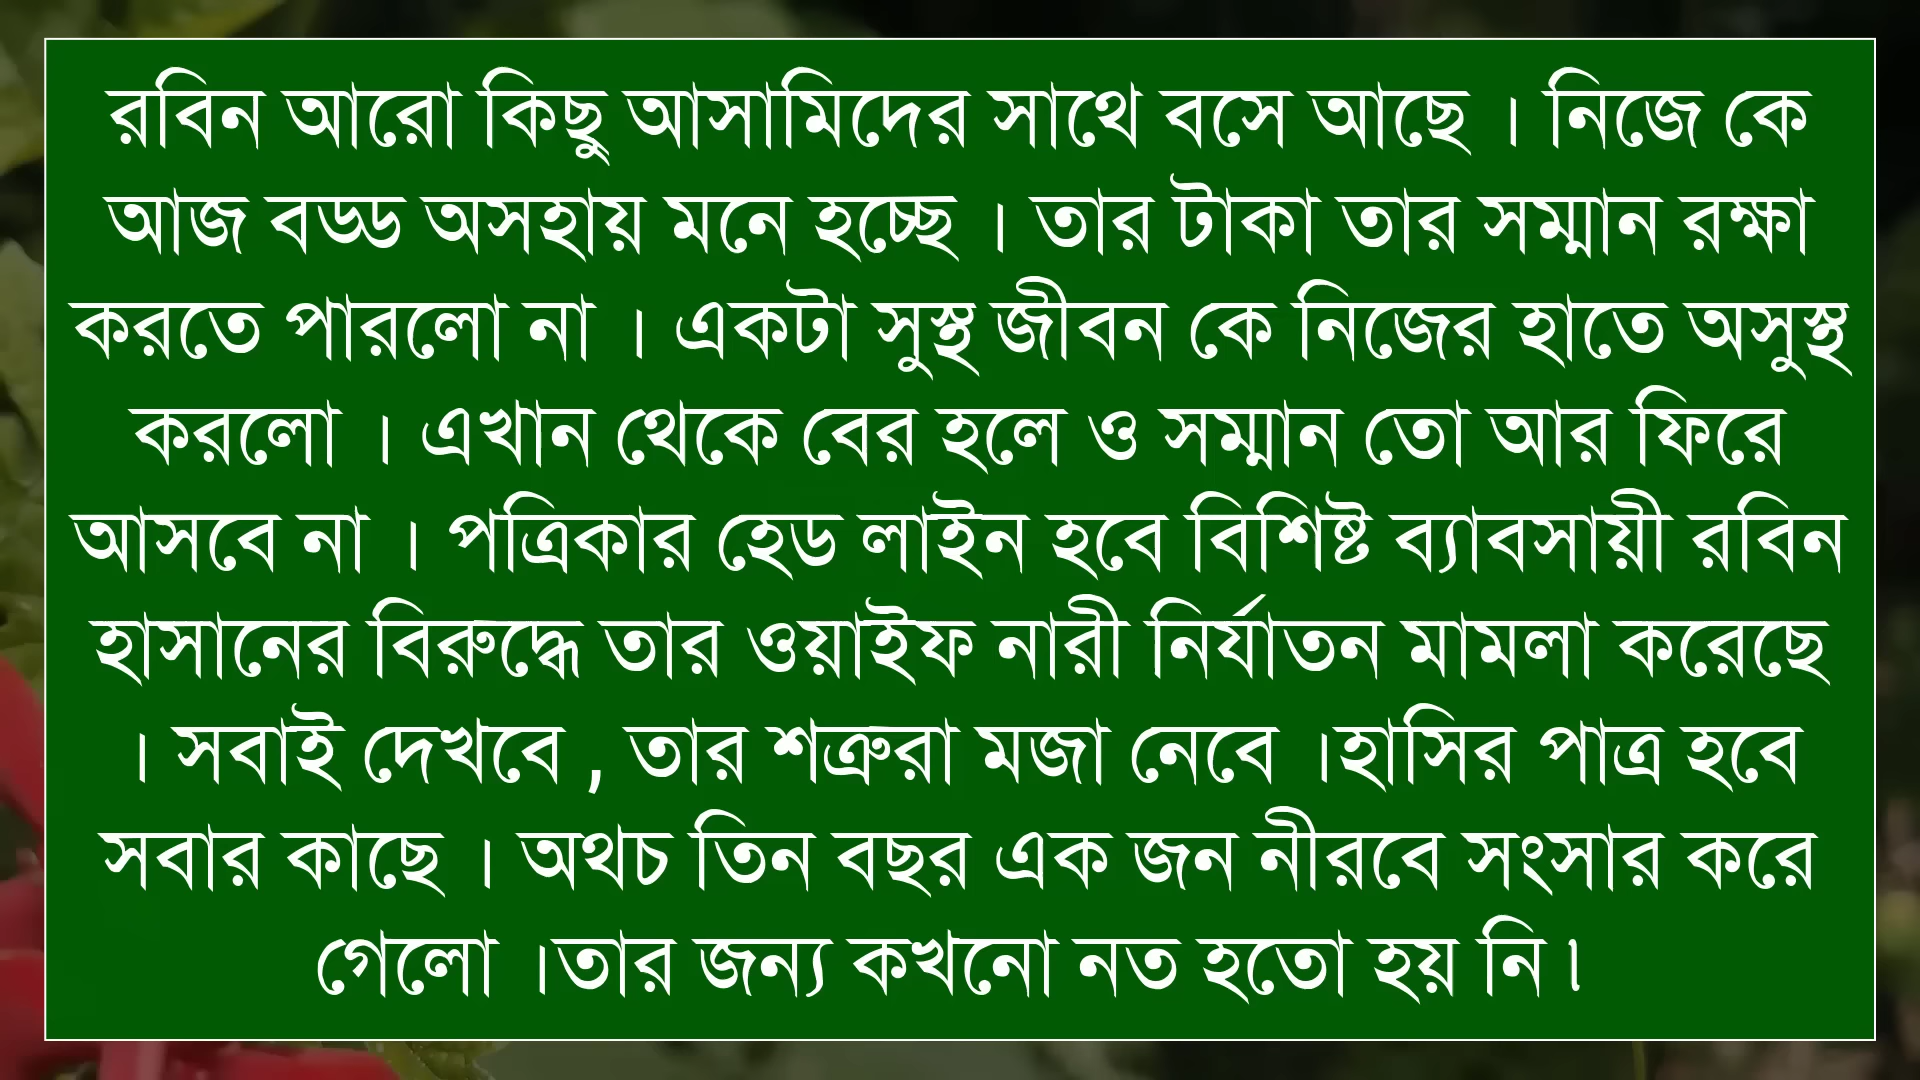 রবিন আরো কিছু আসামিদের সাথে বসে আছে । নিজে কে
আজ বড্ড অসহায় মনে হচ্ছে । তার টাকা তার সম্মান রক্ষা
করতে পারলো না । একটা সুস্থ জীবন কে নিজের হাতে অসুস্থ
করলো । এখান থেকে বের হলে ও সম্মান তো আর ফিরে
আসবে না । পত্রিকার হেড লাইন হবে বিশিষ্ট ব্যাবসায়ী রবিন
হাসানের বিরুদ্ধে তার ওয়াইফ নারী নির্যাতন মামলা করেছে
। সবাই দেখবে , তার শত্রুরা মজা নেবে ।হাসির পাত্র হবে
সবার কাছে । অথচ তিন বছর এক জন নীরবে সংসার করে
গেলো ।তার জন্য কখনো নত হতো হয় নি ৷